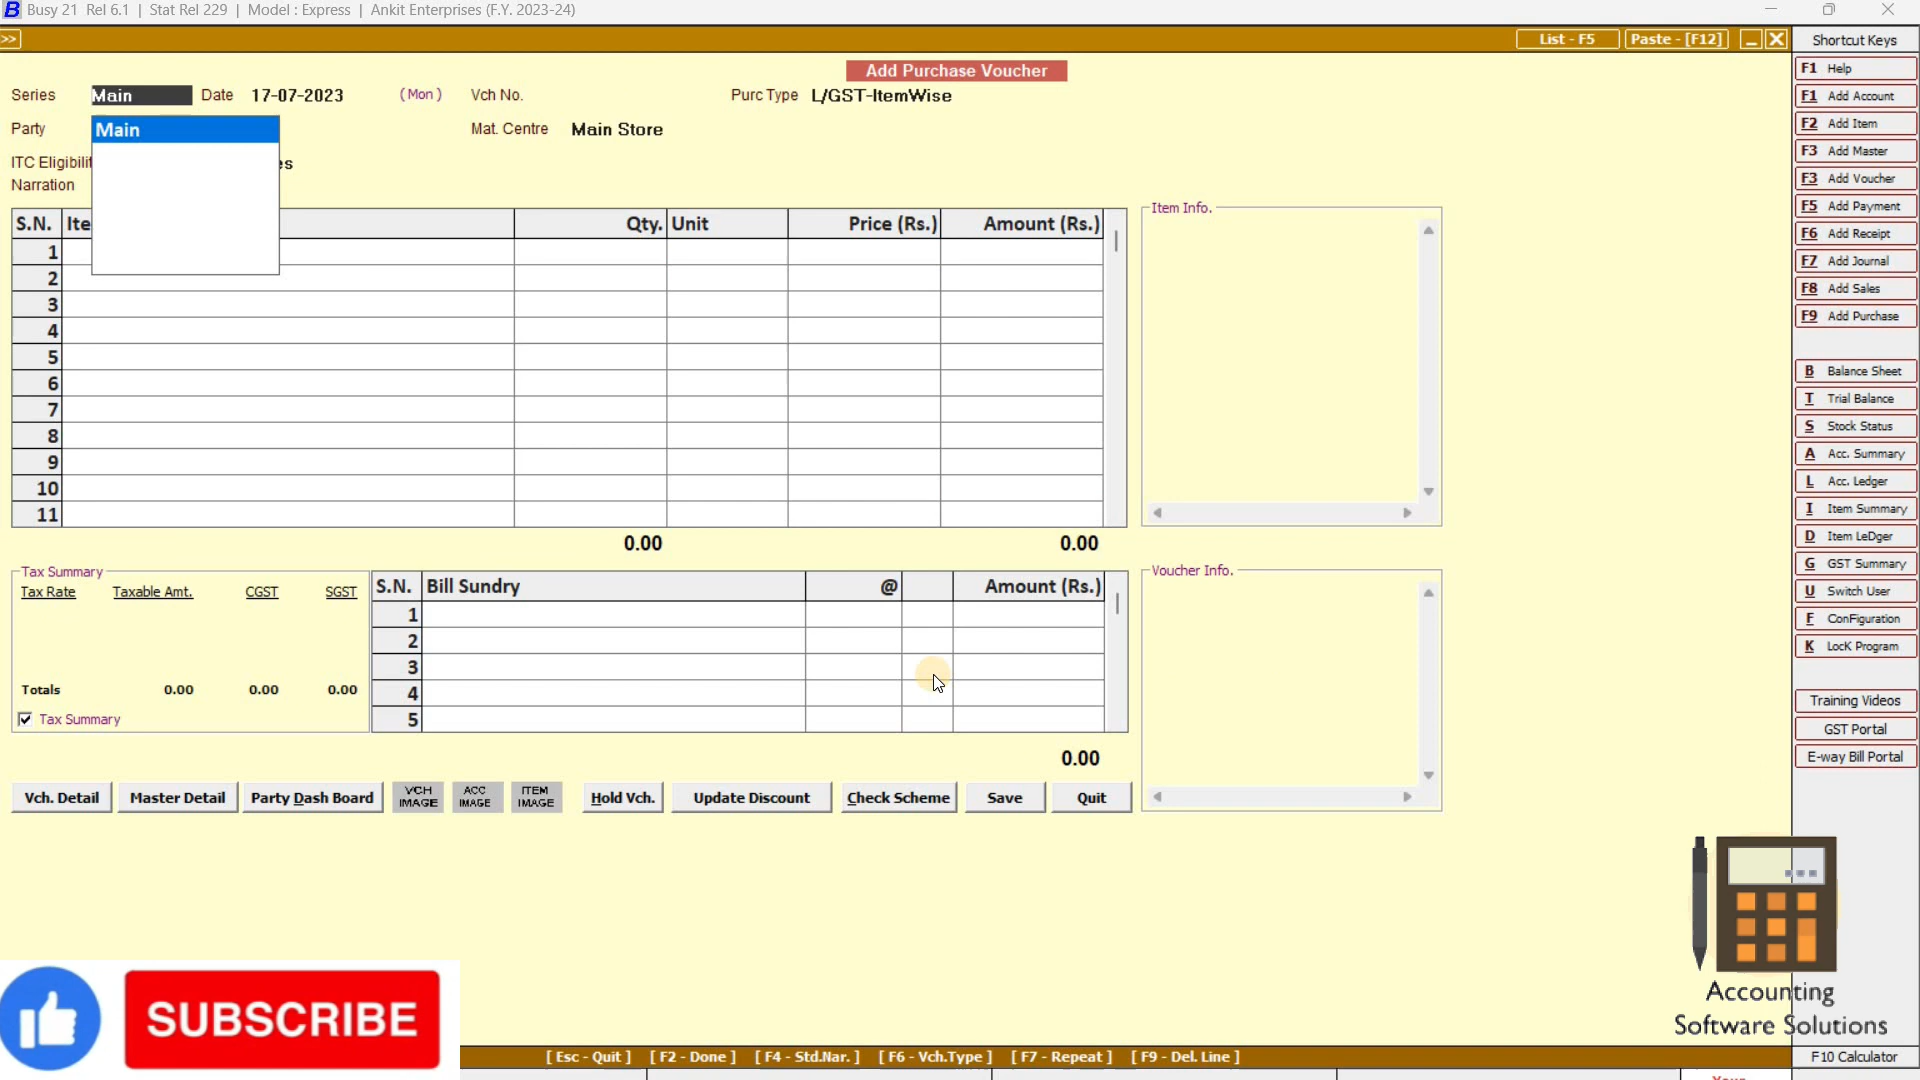 B Busy 21 Rel 6.1 | Stat Rel 229 | Model : Express | Ankit Enterprises (F.Y. 2023-24)
>> List - F5 Paste - [F12]
Add Purchase Voucher
Series Main Date 17-07-2023 (Mon) Vch No. Purc Type L/GST-ItemWise
Party Main Mat. Centre Main Store
ITC Eligibilit es
Narration
S.N. Ite Qty. Unit Price (Rs.) Amount (Rs.)
1
2
3
4
5
6
7
8
9
10
11
0.00 0.00
Item Info.
Tax Summary
Tax Rate Taxable Amt. CGST SGST
Totals 0.00 0.00 0.00
Tax Summary
S.N. Bill Sundry @ Amount (Rs.)
1
2
3
4
5
0.00
Voucher Info.
Vch. Detail Master Detail Party Dash Board VCH IMAGE ACC IMAGE ITEM IMAGE Hold Vch. Update Discount Check Scheme Save Quit
SUBSCRIBE
[ Esc - Quit ] [ F2 - Done ] [ F4 - Std.Nar. ] [ F6 - Vch.Type ] [ F7 - Repeat ] [ F9 - Del. Line ]
Shortcut Keys
F1 Help
F1 Add Account
F2 Add Item
F3 Add Master
F3 Add Voucher
F5 Add Payment
F6 Add Receipt
F7 Add Journal
F8 Add Sales
F9 Add Purchase
B Balance Sheet
T Trial Balance
S Stock Status
A Acc. Summary
L Acc. Ledger
I Item Summary
D Item LeDger
G GST Summary
U Switch User
F ConFiguration
K LocK Program
Training Videos
GST Portal
E-way Bill Portal
Accounting
Software Solutions
F10 Calculator